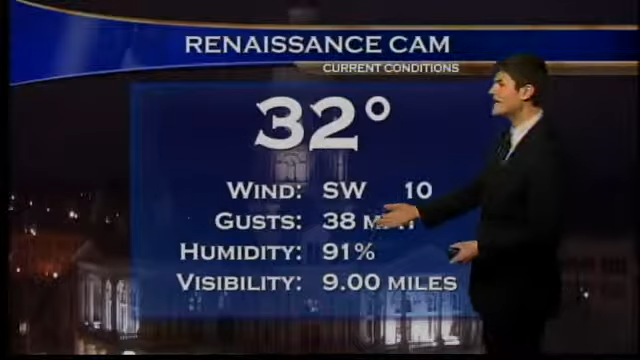 RENAISSANCE CAM
CURRENT CONDITIONS
32°
WIND: SW 10
GUSTS: 38
HUMIDITY: 91%
VISIBILITY: 9.00 MILES